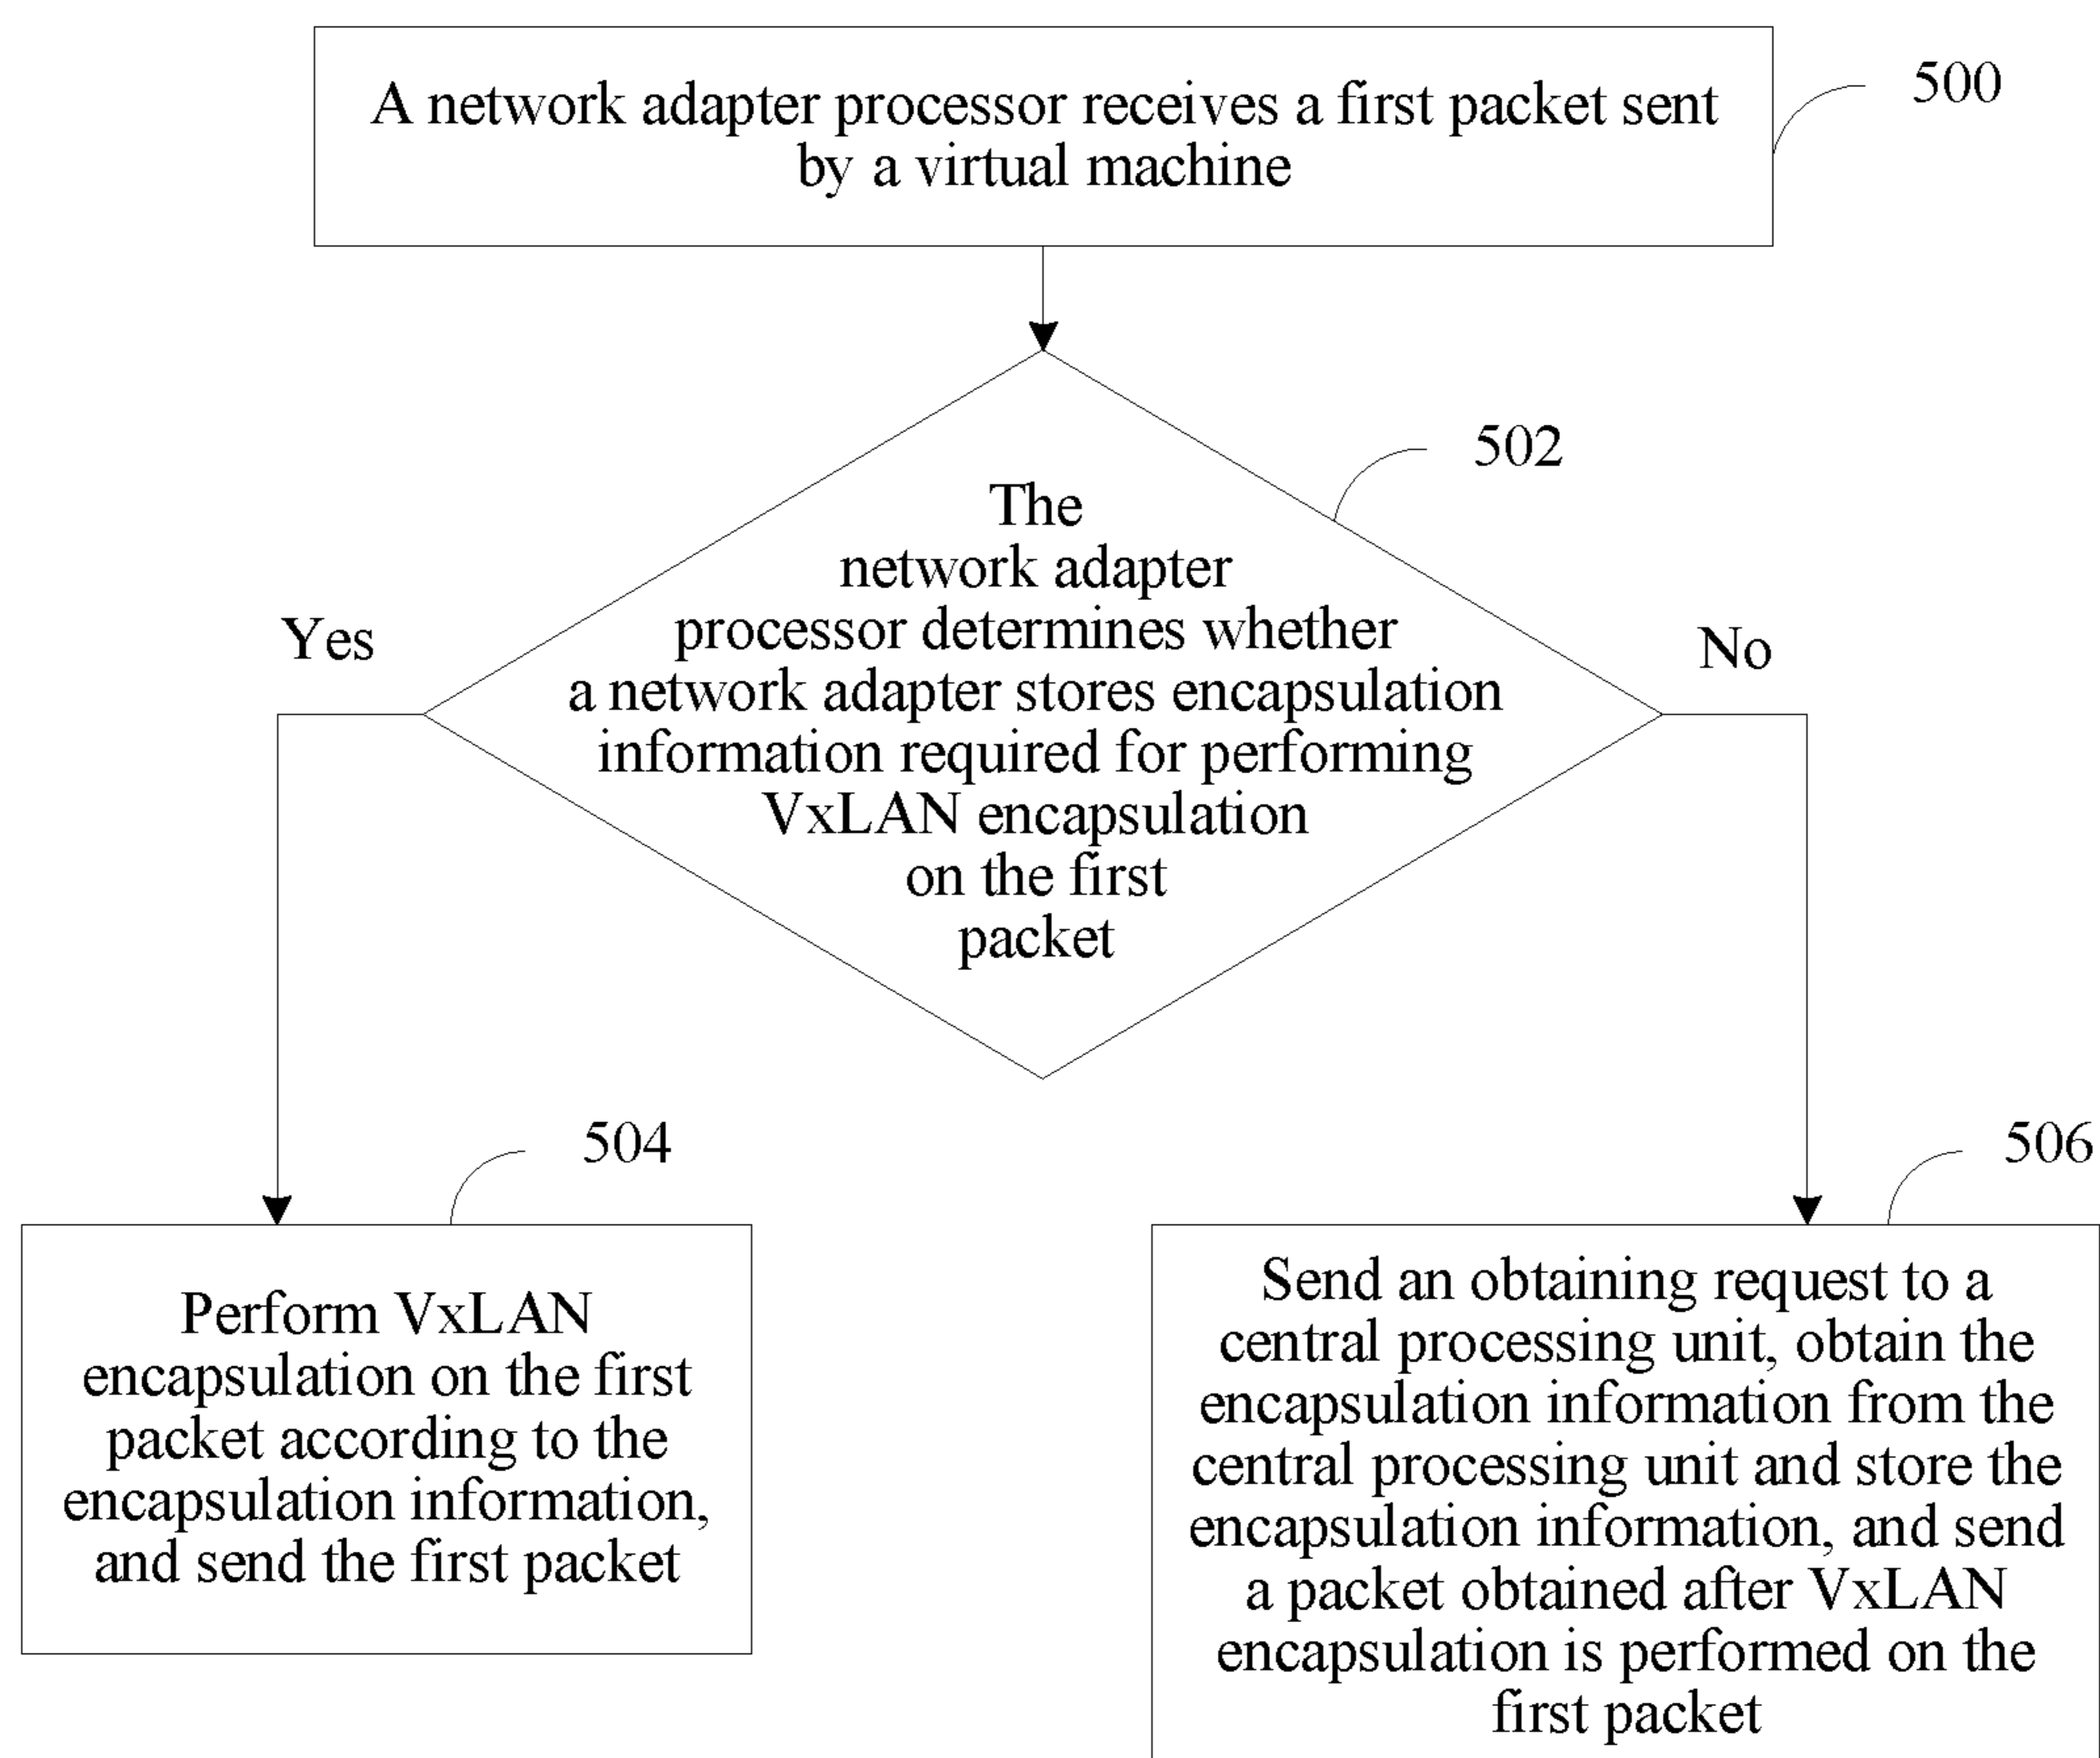 A network adapter processor receives a first packet sent
by a virtual machine
500
502
The
network adapter
processor determines whether
a network adapter stores encapsulation
information required for performing
VxLAN encapsulation
on the first
packet
Yes
No
504
Perform VxLAN
encapsulation on the first
packet according to the
encapsulation information,
and send the first packet
506
Send an obtaining request to a
central processing unit, obtain the
encapsulation information from the
central processing unit and store the
encapsulation information, and send
a packet obtained after VxLAN
encapsulation is performed on the
first packet